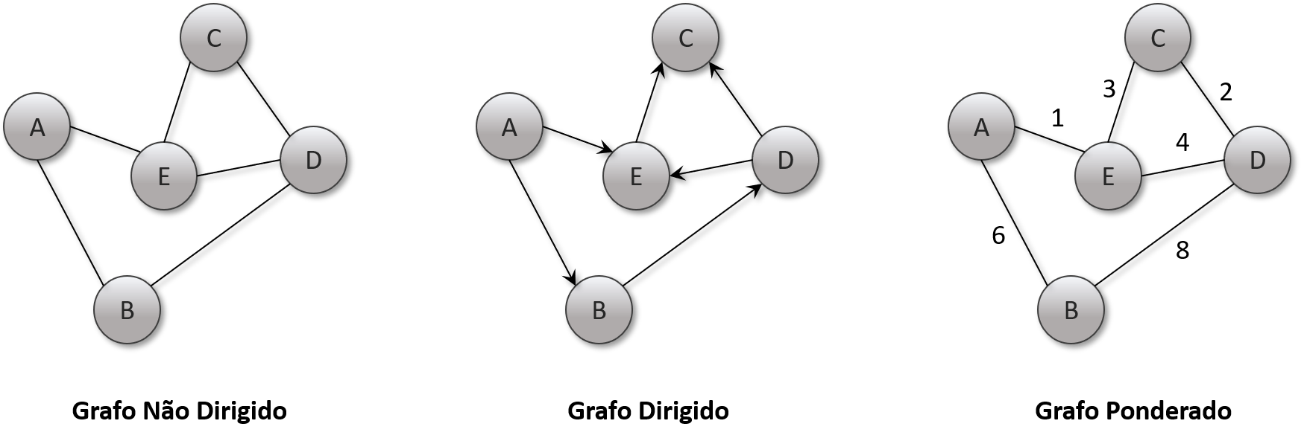 C
A
E
D
B
Grafo Não Dirigido
C
A
E
D
B
Grafo Dirigido
C
3
2
A
1
4
E
D
6
8
B
Grafo Ponderado